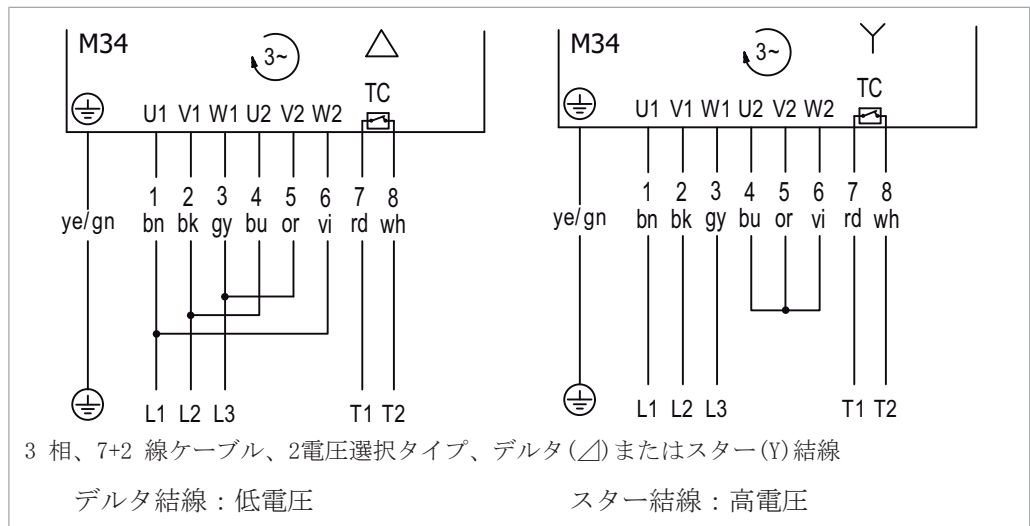 M34 3~ △
TC
U1 V1 W1 U2 V2 W2
1 2 3 4 5 6 7 8
ye/gn bn bk gy bu or vi rd wh
L1 L2 L3 T1 T2
M34 3~ Y
TC
U1 V1 W1 U2 V2 W2
1 2 3 4 5 6 7 8
ye/gn bn bk gy bu or vi rd wh
L1 L2 L3 T1 T2
3 相、7+2 線ケーブル、2電圧選択タイプ、デルタ(⊿)またはスター(Y)結線
デルタ結線：低電圧
スター結線：高電圧